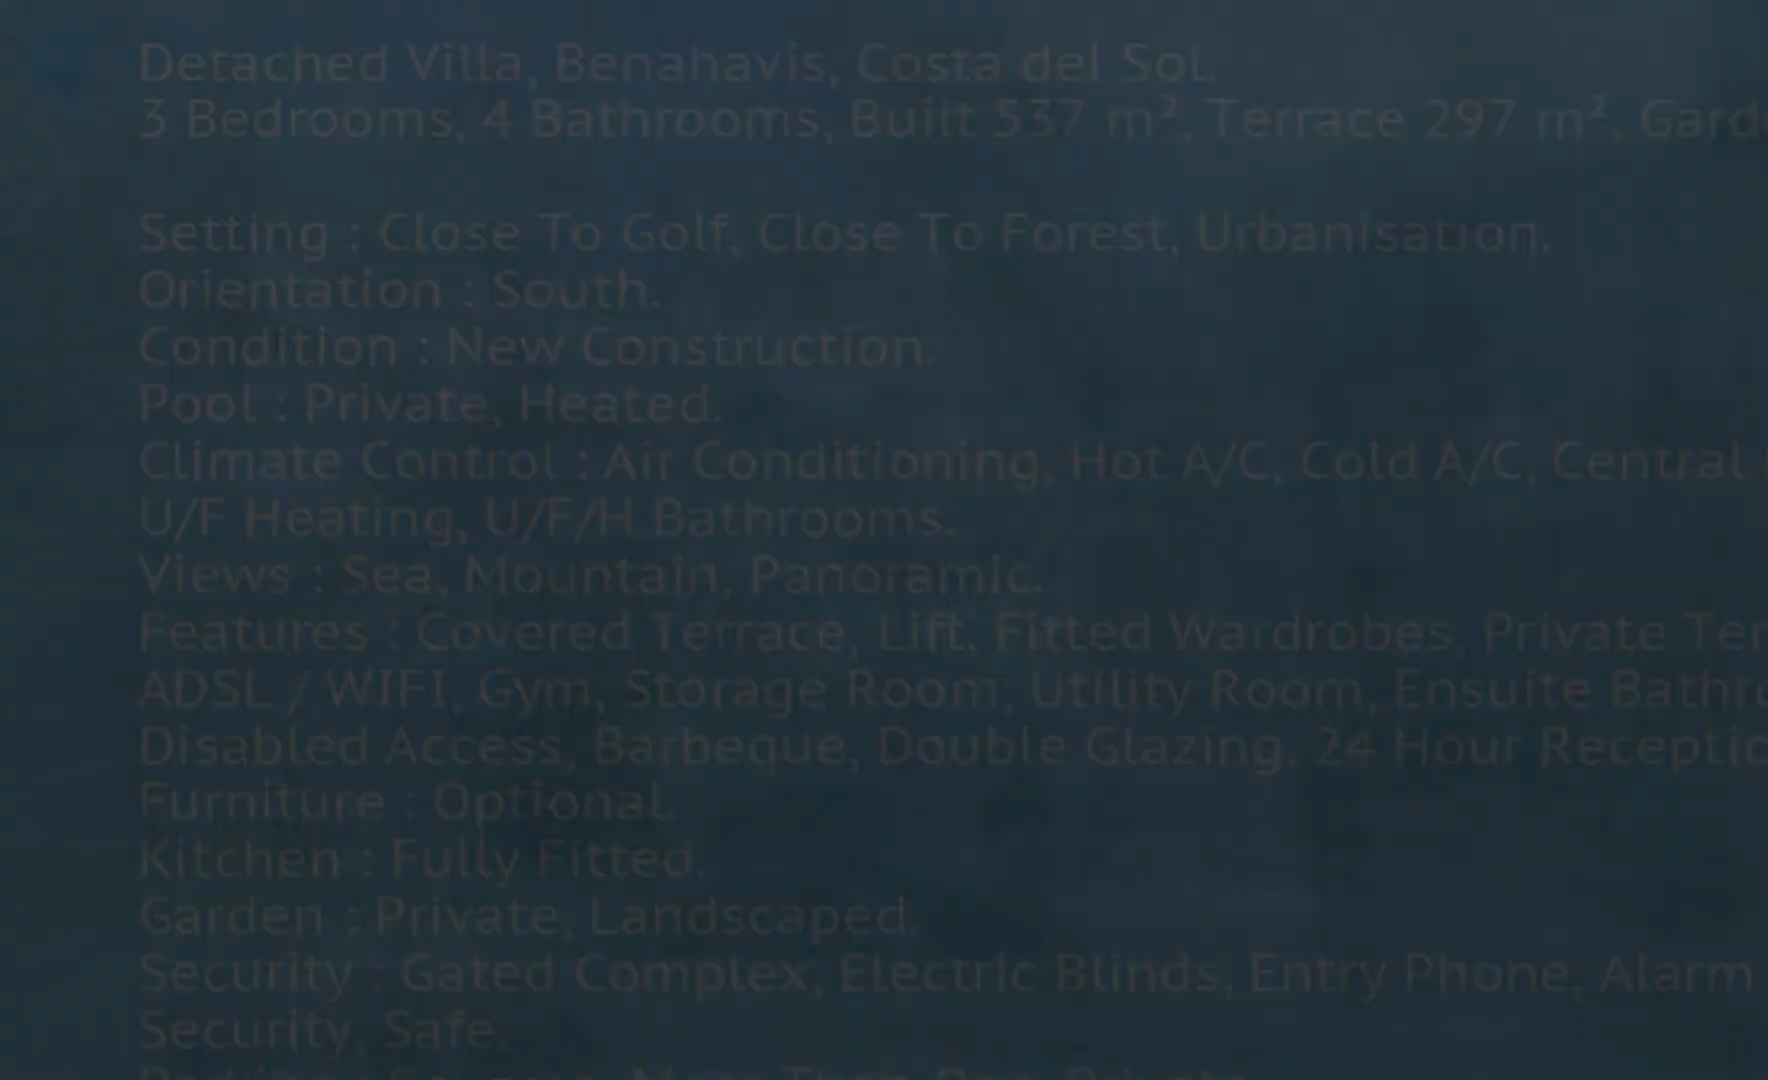 Detached Villa, Benahavis, Costa del Sol.
3 Bedrooms, 4 Bathrooms, Built 537 m², Terrace 297 m², Gard
Setting : Close To Golf, Close To Forest, Urbanisation.
Orientation : South.
Condition : New Construction.
Pool : Private, Heated.
Climate Control : Air Conditioning, Hot A/C, Cold A/C, Central
U/F Heating, U/F/H Bathrooms.
Views : Sea, Mountain, Panoramic.
Features : Covered Terrace, Lift, Fitted Wardrobes, Private Ter
ADSL / WIFI, Gym, Storage Room, Utility Room, Ensuite Bathro
Disabled Access, Barbeque, Double Glazing, 24 Hour Receptio
Furniture : Optional.
Kitchen : Fully Fitted.
Garden : Private, Landscaped.
Security : Gated Complex, Electric Blinds, Entry Phone, Alarm
Security, Safe.